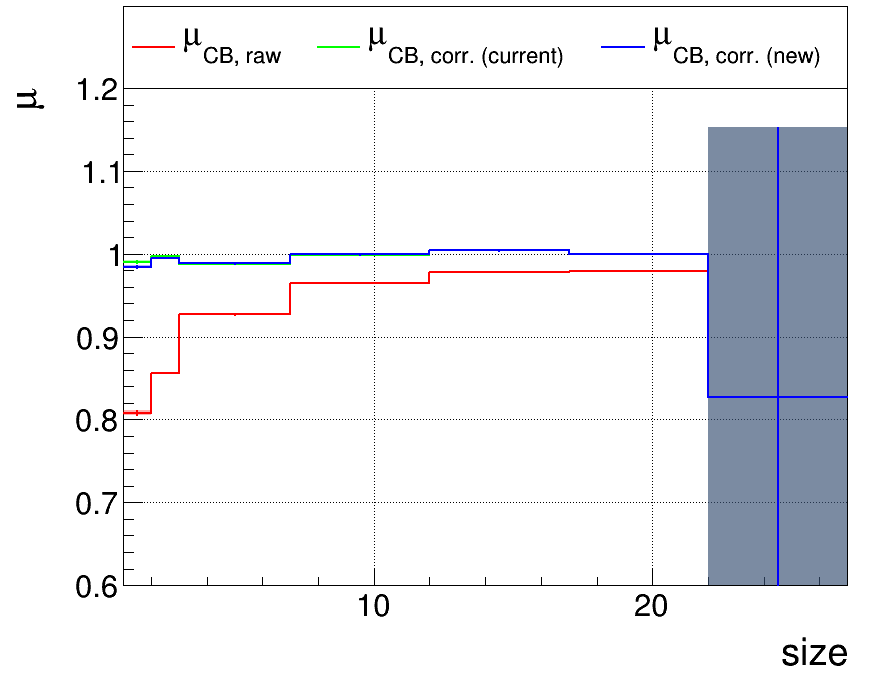 μCB, raw μCB, corr. (current) μCB, corr. (new)
μ
1.2
1.1
1
0.9
0.8
0.7
0.6
10 20
size